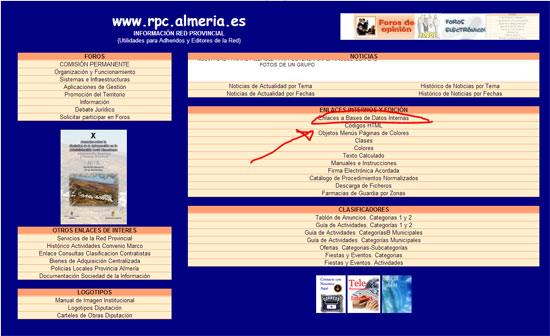 www.rpc.almeria.es
INFORMACIÓN RED PROVINCIAL
(Utilidades para Adheridos y Editores de la Red)
Foros de
opinión
FOROS
ELECTRÓNICOS
FOROS
COMISIÓN PERMANENTE
Organización y Funcionamiento
Sistemas e Infraestructuras
Aplicaciones de Gestión
Promoción del Territorio
Información
Debate Jurídico
Solicitar participar en Foros
X
OTROS ENLACES DE INTERES
Servicios de la Red Provincial
Histórico Actividades Convenio Marco
Enlace Consultas Clasificacion Contratistas
Bienes de Adquisición Centralizada
Policías Locales Provincia Almería
Documentación Sociedad de la Información
LOGOTIPOS
Manual de Imagen Institucional
Logotipos Diputación
Carteles de Obras Diputación
NOTICIAS
FOTOS DE UN GRUPO
Noticias de Actualidad por Tema
Histórico de Noticias por Tema
Noticias de Actualidad por Fechas
Histórico de Noticias por Fechas
ENLACES INTERNOS Y EDICIÓN
Enlaces a Bases de Datos Internas
Códigos HTML
Objetos Menús Páginas de Colores
Clases
Colores
Texto Calculado
Manuales e Instrucciones
Firma Electrónica Acordada
Catálogo de Procedimientos Normalizados
Descarga de Ficheros
Farmacias de Guardia por Zonas
CLASIFICADORES
Tablón de Anuncios. Categorias 1 y 2
Guía de Actividades. Categorías 1 y 2
Guía de Actividades. CategoríasB Municipales
Guía de Actividades. Categorías Municipales
Ofertas. Categorias-Subcategorías
Fiestas y Eventos. Categorias
Fiestas y Eventos. Actividades
Contacte con
Nosotros
Aquí
CORREO
Tele